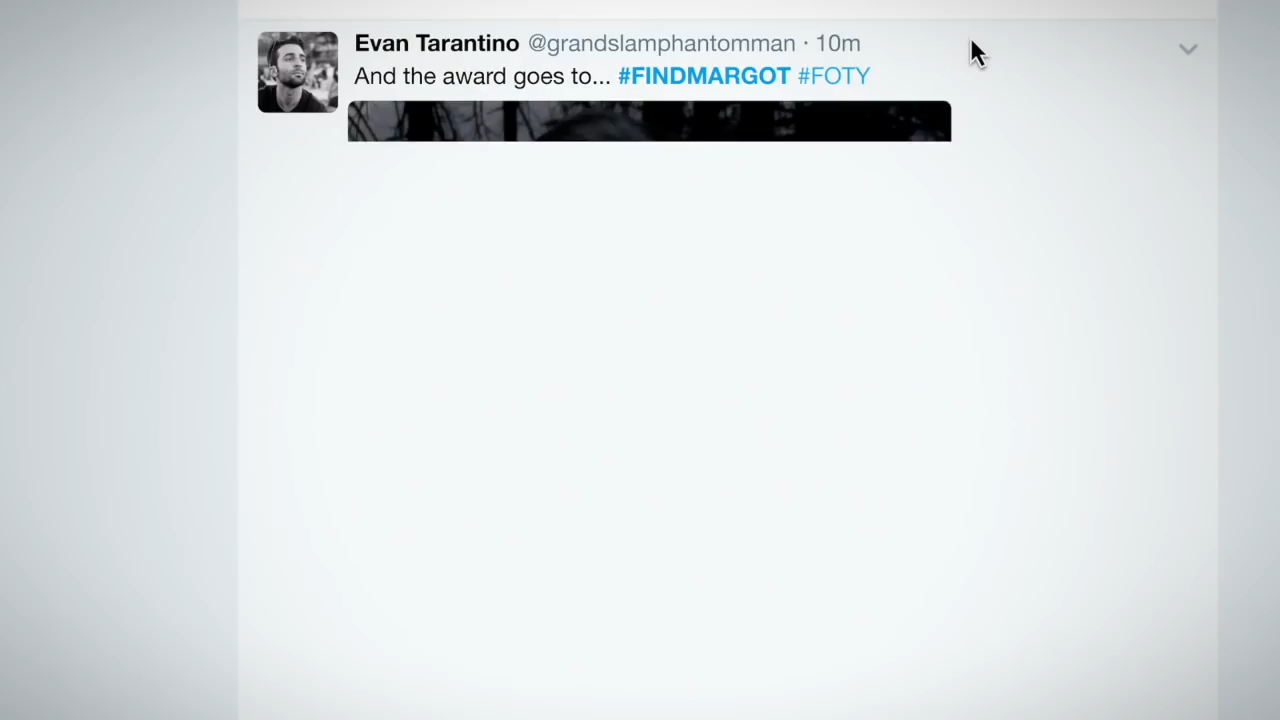 Evan Tarantino @grandslamphantomman · 10m
And the award goes to... #FINDMARGOT #FOTY